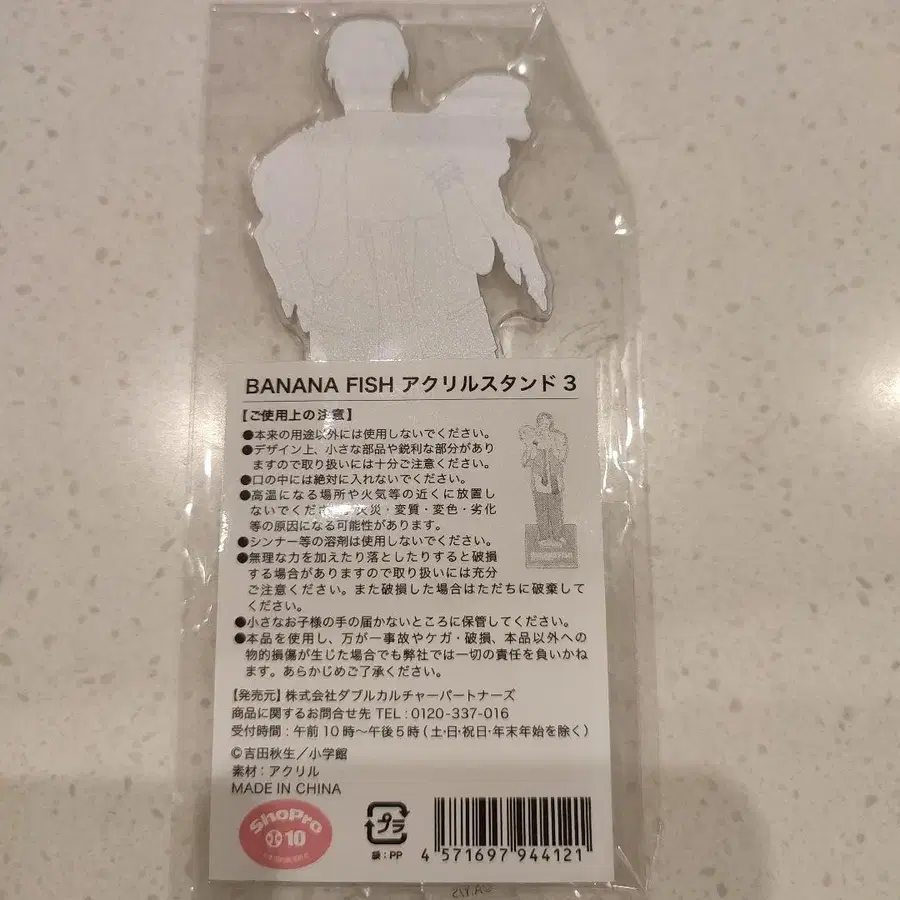 BANANA FISH アクリルスタンド 3
【ご使用上の注意】
●本来の用途以外には使用しないでください。
●デザイン上、小さな部品や鋭利な部分があり
ますので取り扱いには十分ご注意ください。
●口の中には絶対に入れないでください。
●高温になる場所や火気等の近くに放置し
ないでください。火災・変質・変色・劣化
等の原因になる可能性があります。
●シンナー等の溶剤は使用しないでください。
●無理な力を加えたり落としたりすると破損
する場合がありますので取り扱いには充分
ご注意ください。また破損した場合はただちに破棄して
ください。
●小さなお子様の手の届かないところに保管してください。
●本品を使用し、万が一事故やケガ・破損、本品以外への
物的損傷が生じた場合でも弊社では一切の責任を負いかね
ます。あらかじめご了承ください。
【発売元】株式会社ダブルカルチャーパートナーズ
商品に関するお問合せ先 TEL:0120-337-016
受付時間:午前10時〜午後5時(土・日・祝日・年末年始を除く)
©吉田秋生/小学館
素材:アクリル
MADE IN CHINA
ShoPro
小 10
プラ
袋:PP
4 571697 944121